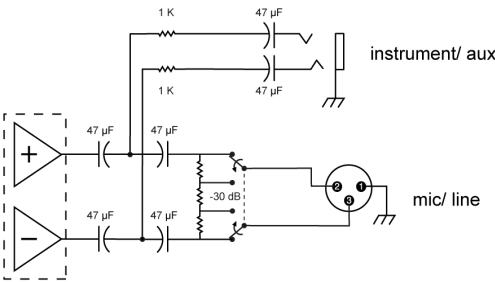 1 K
47 µF
instrument/ aux
1 K
47 µF
47 µF
47 µF
+
-30 dB
2
1
3
mic/ line
47 µF
47 µF
−